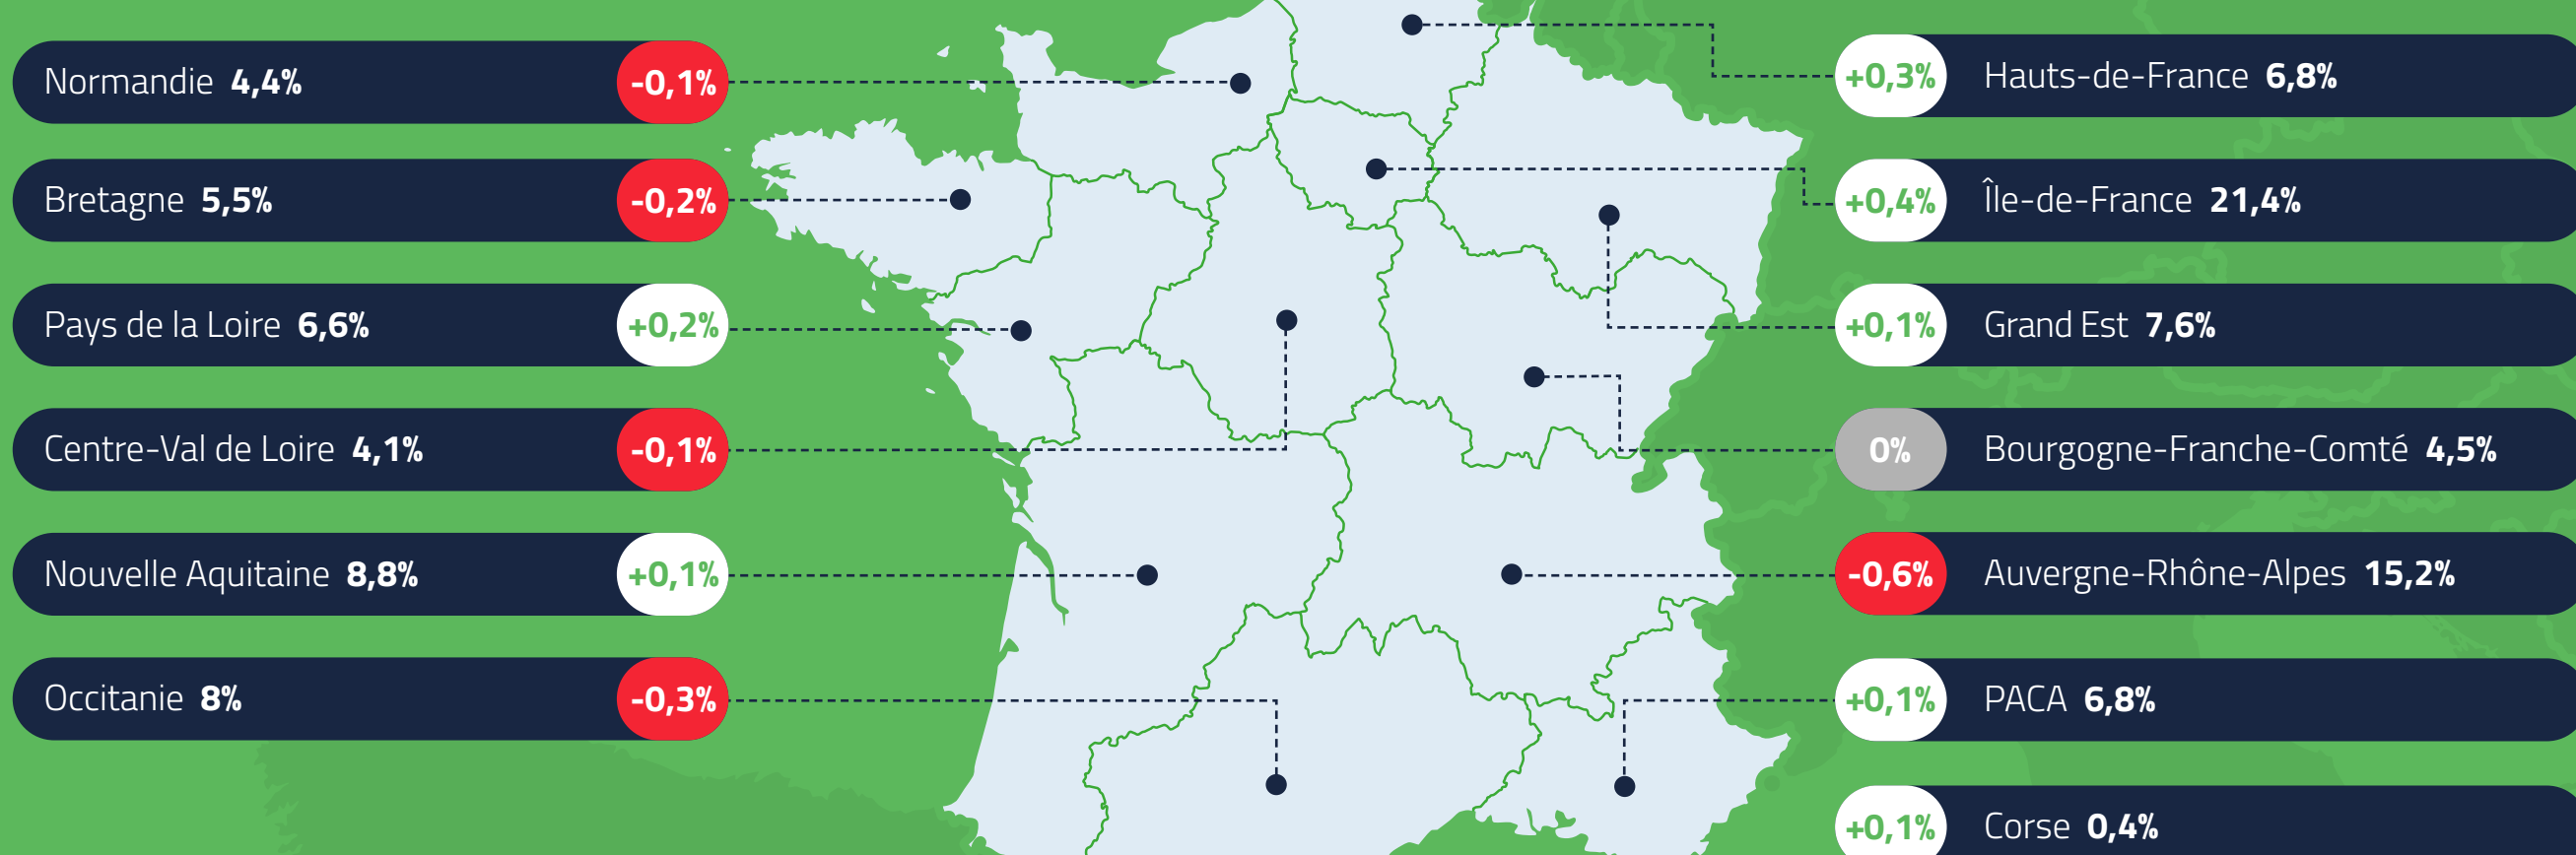 Normandie 4,4% -0,1%
Bretagne 5,5% -0,2%
Pays de la Loire 6,6% +0,2%
Centre-Val de Loire 4,1% -0,1%
Nouvelle Aquitaine 8,8% +0,1%
Occitanie 8% -0,3%
+0,3% Hauts-de-France 6,8%
+0,4% Île-de-France 21,4%
+0,1% Grand Est 7,6%
0% Bourgogne-Franche-Comté 4,5%
-0,6% Auvergne-Rhône-Alpes 15,2%
+0,1% PACA 6,8%
+0,1% Corse 0,4%